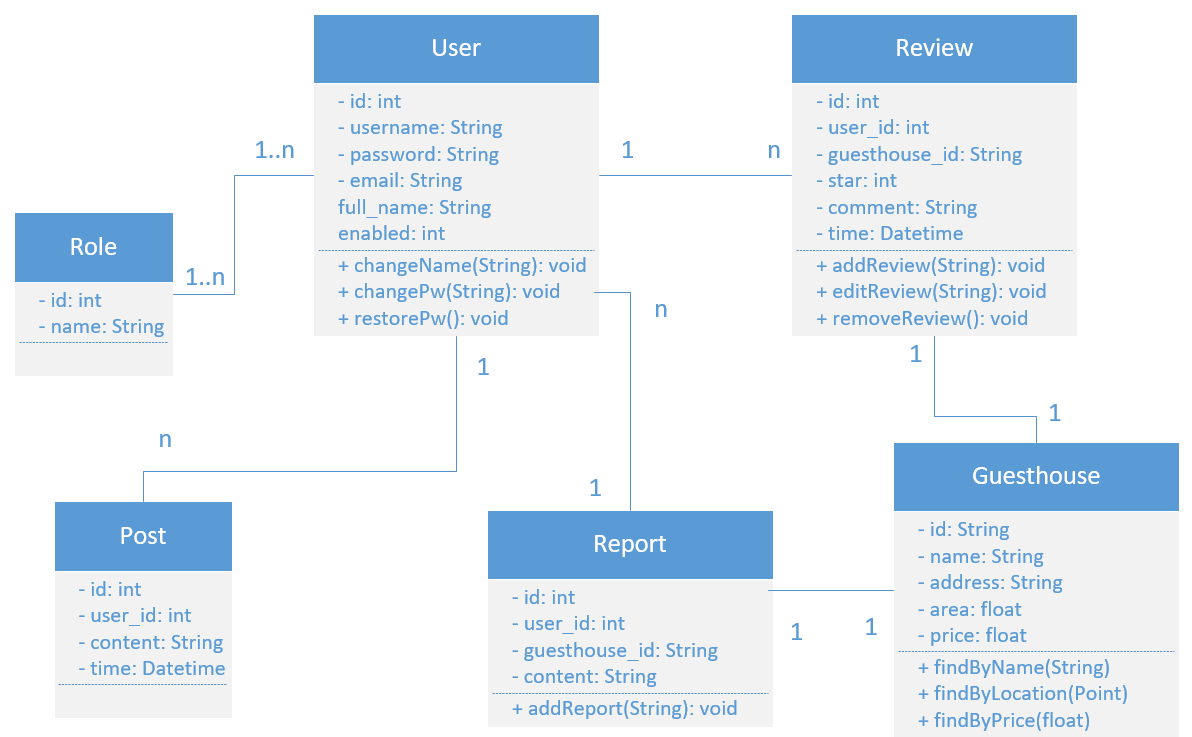 User
- id: int
- username: String
- password: String
- email: String
full_name: String
enabled: int
+ changeName(String): void
+ changePw(String): void
+ restorePw(): void
Review
- id: int
- user_id: int
- guesthouse_id: String
- star: int
- comment: String
- time: Datetime
+ addReview(String): void
+ editReview(String): void
+ removeReview(): void
1..n
1
n
Role
- id: int
- name: String
1..n
n
1
1
1
n
1
Post
- id: int
- user_id: int
- content: String
- time: Datetime
Report
- id: int
- user_id: int
- guesthouse_id: String
- content: String
+ addReport(String): void
1
1
Guesthouse
- id: String
- name: String
- address: String
- area: float
- price: float
+ findByName(String)
+ findByLocation(Point)
+ findByPrice(float)